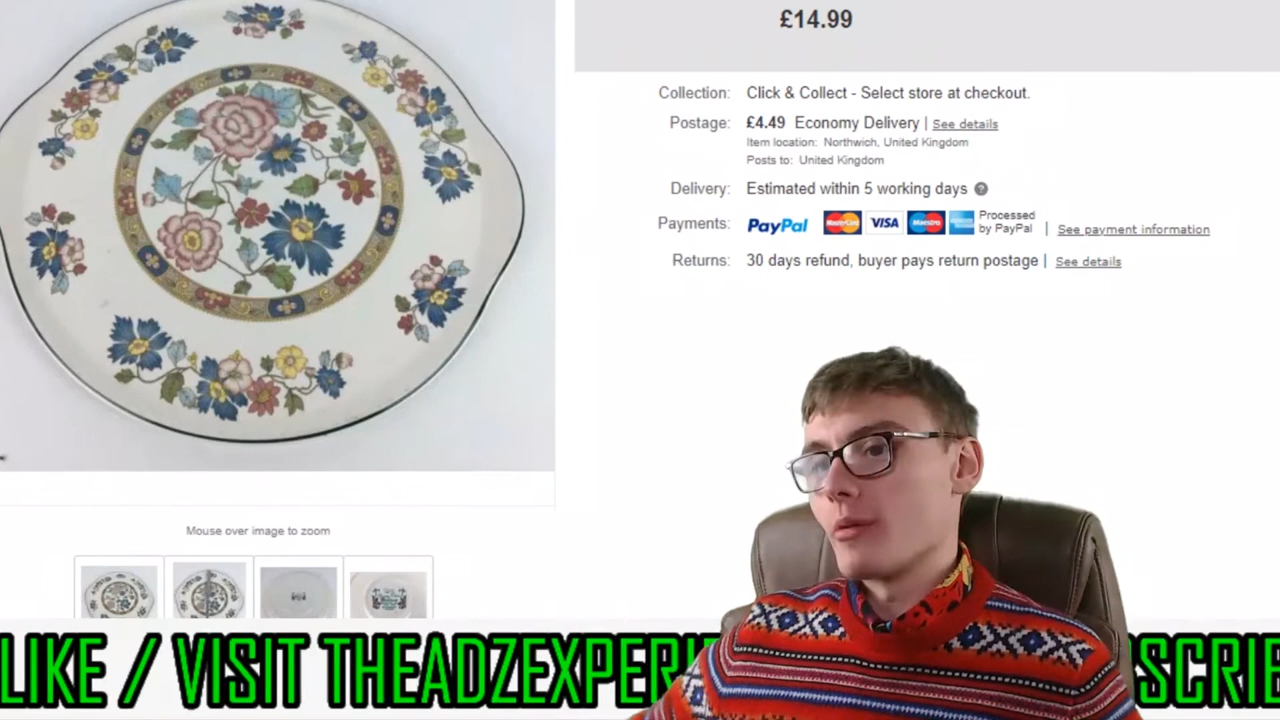 £14.99
Collection: Click & Collect - Select store at checkout.
Postage: £4.49 Economy Delivery | See details
Item location: Northwich, United Kingdom
Posts to: United Kingdom
Delivery: Estimated within 5 working days ?
Payments: PayPal MasterCard VISA Maestro Processed by PayPal | See payment information
Returns: 30 days refund, buyer pays return postage | See details
Mouse over image to zoom
LIKE / VISIT THEADZEXPERI SCRIBE